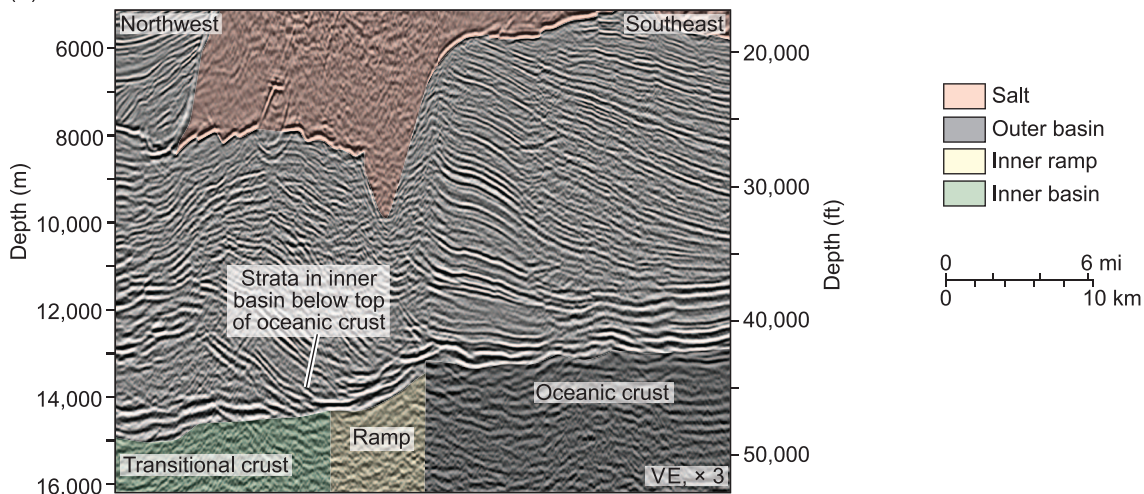 Northwest
Southeast
6000
8000
10,000
12,000
14,000
16,000
Depth (m)
20,000
30,000
40,000
50,000
Depth (ft)
Strata in inner
basin below top
of oceanic crust
Oceanic crust
Ramp
Transitional crust
VE, × 3
Salt
Outer basin
Inner ramp
Inner basin
0 6 mi
0 10 km